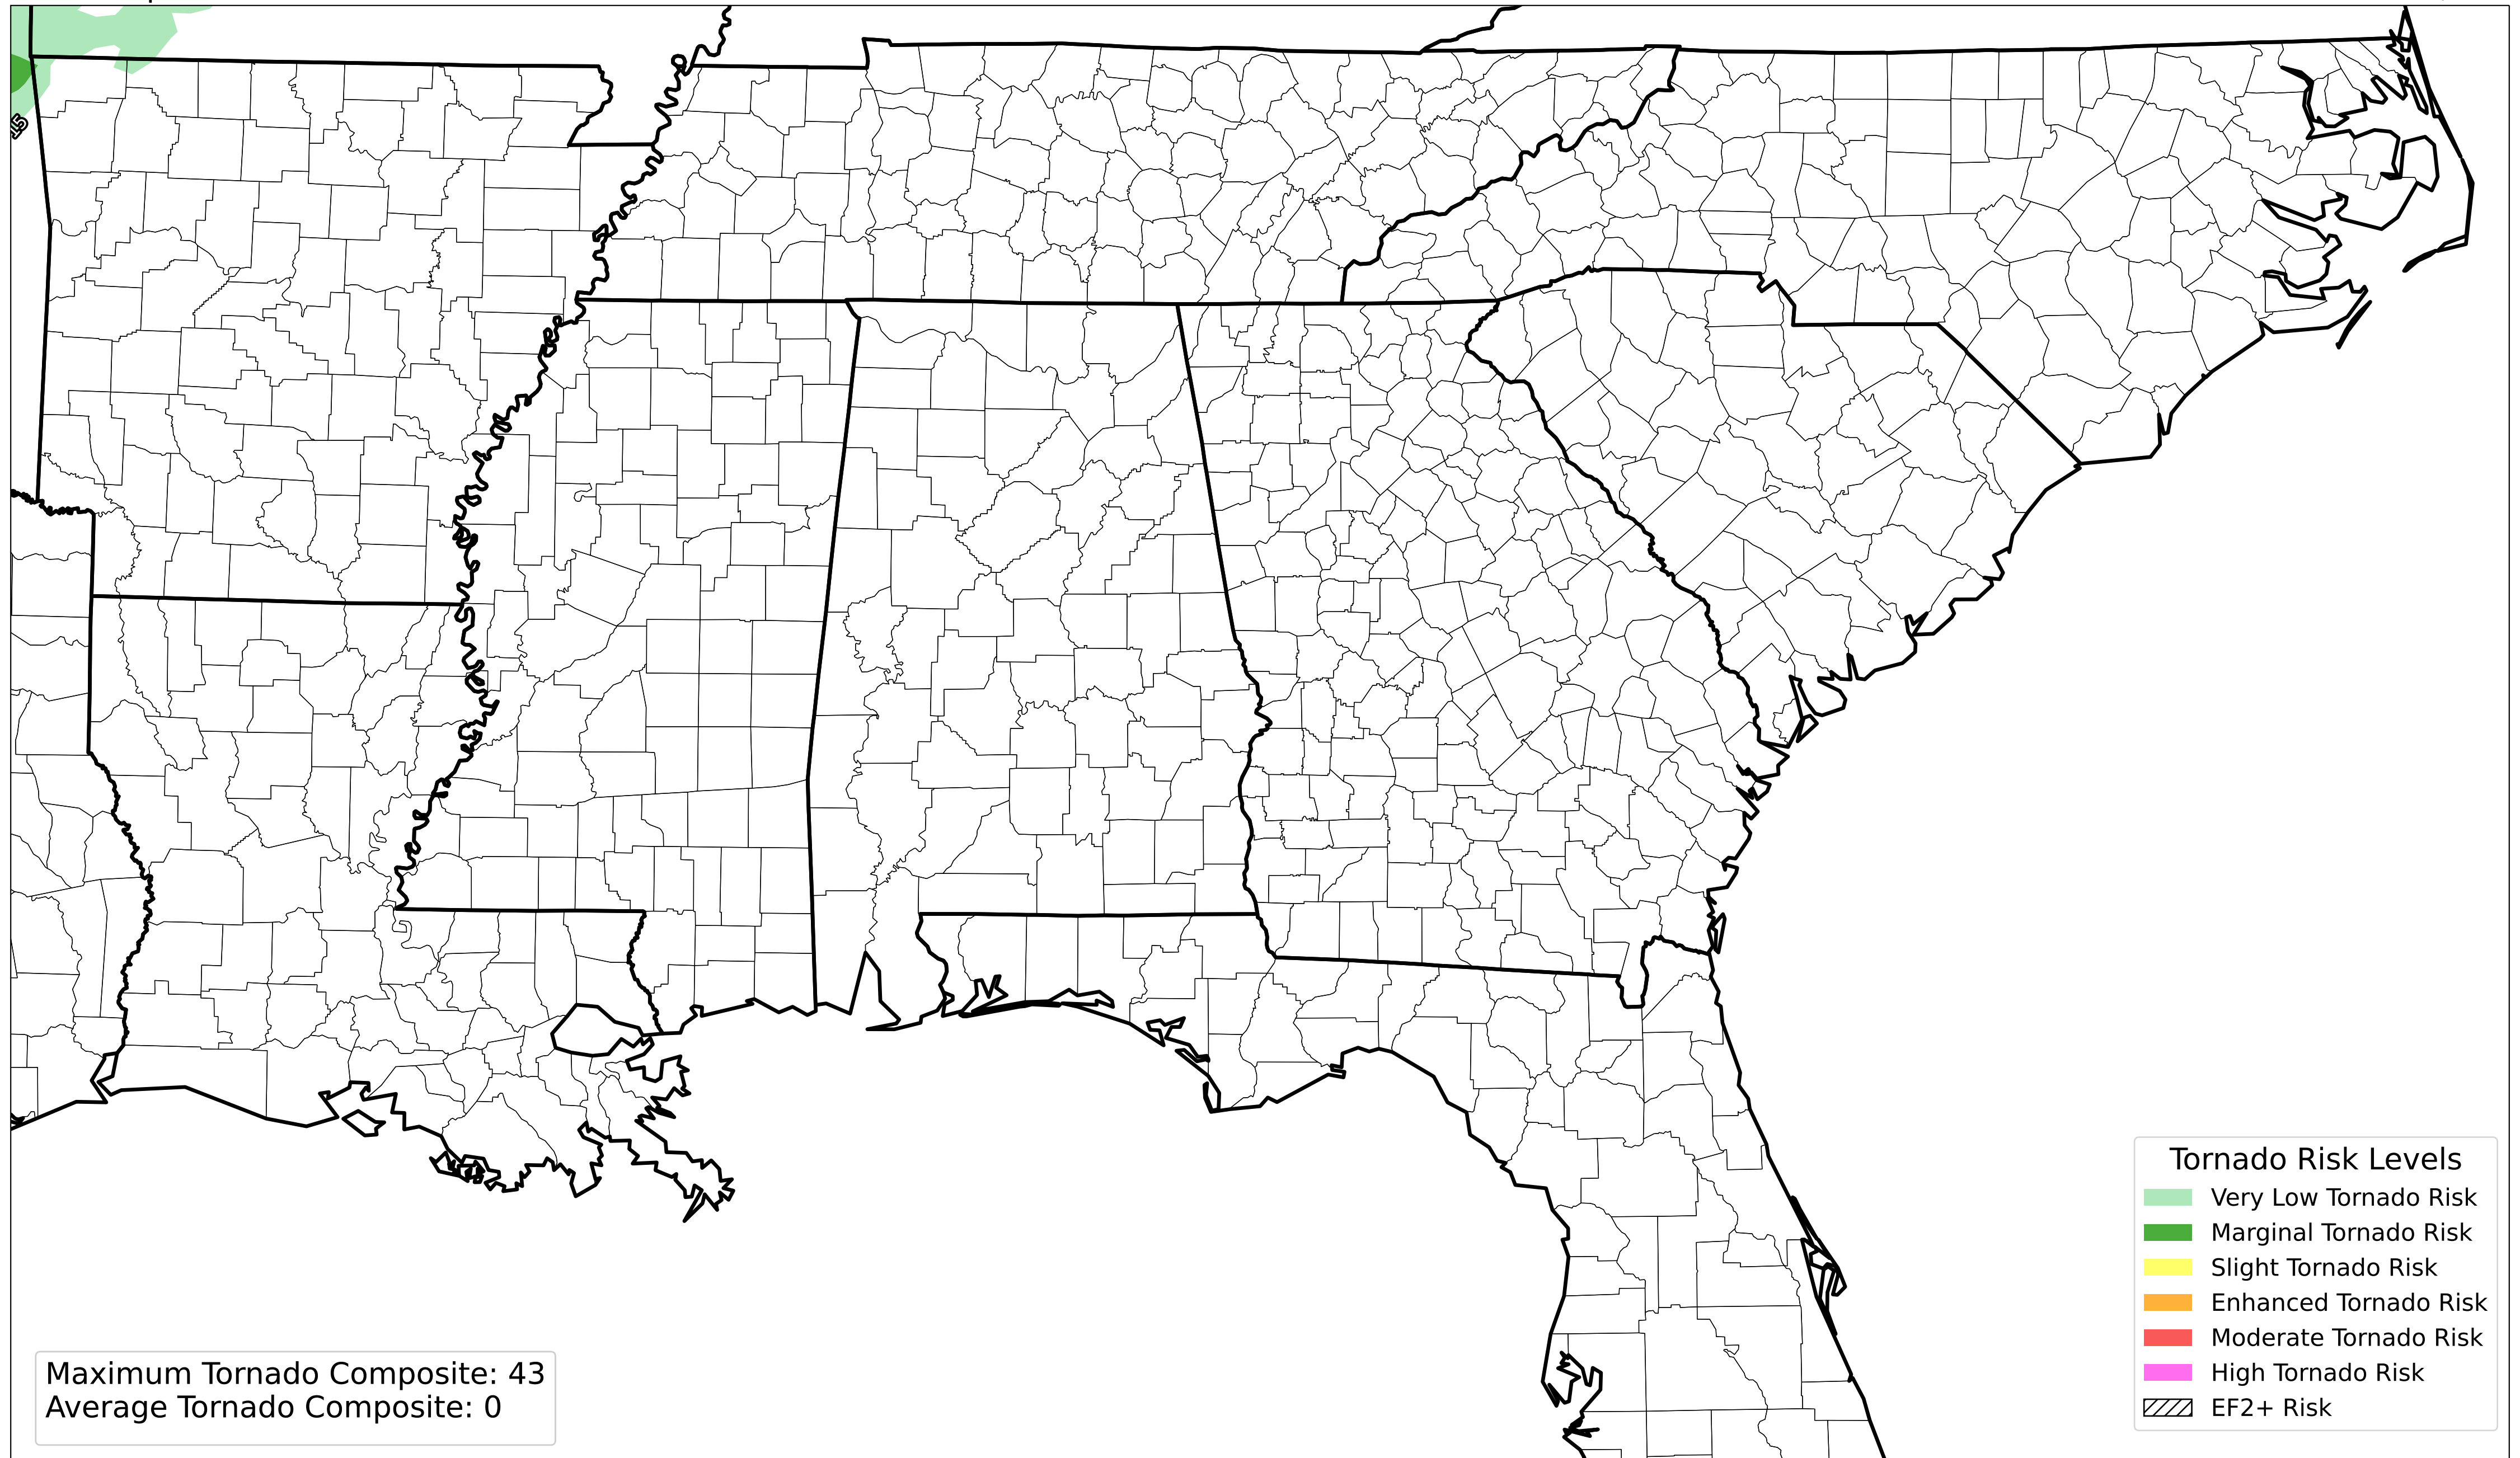 15
Tornado Risk Levels
Very Low Tornado Risk
Marginal Tornado Risk
Slight Tornado Risk
Enhanced Tornado Risk
Moderate Tornado Risk
High Tornado Risk
EF2+ Risk
Maximum Tornado Composite: 43
Average Tornado Composite: 0